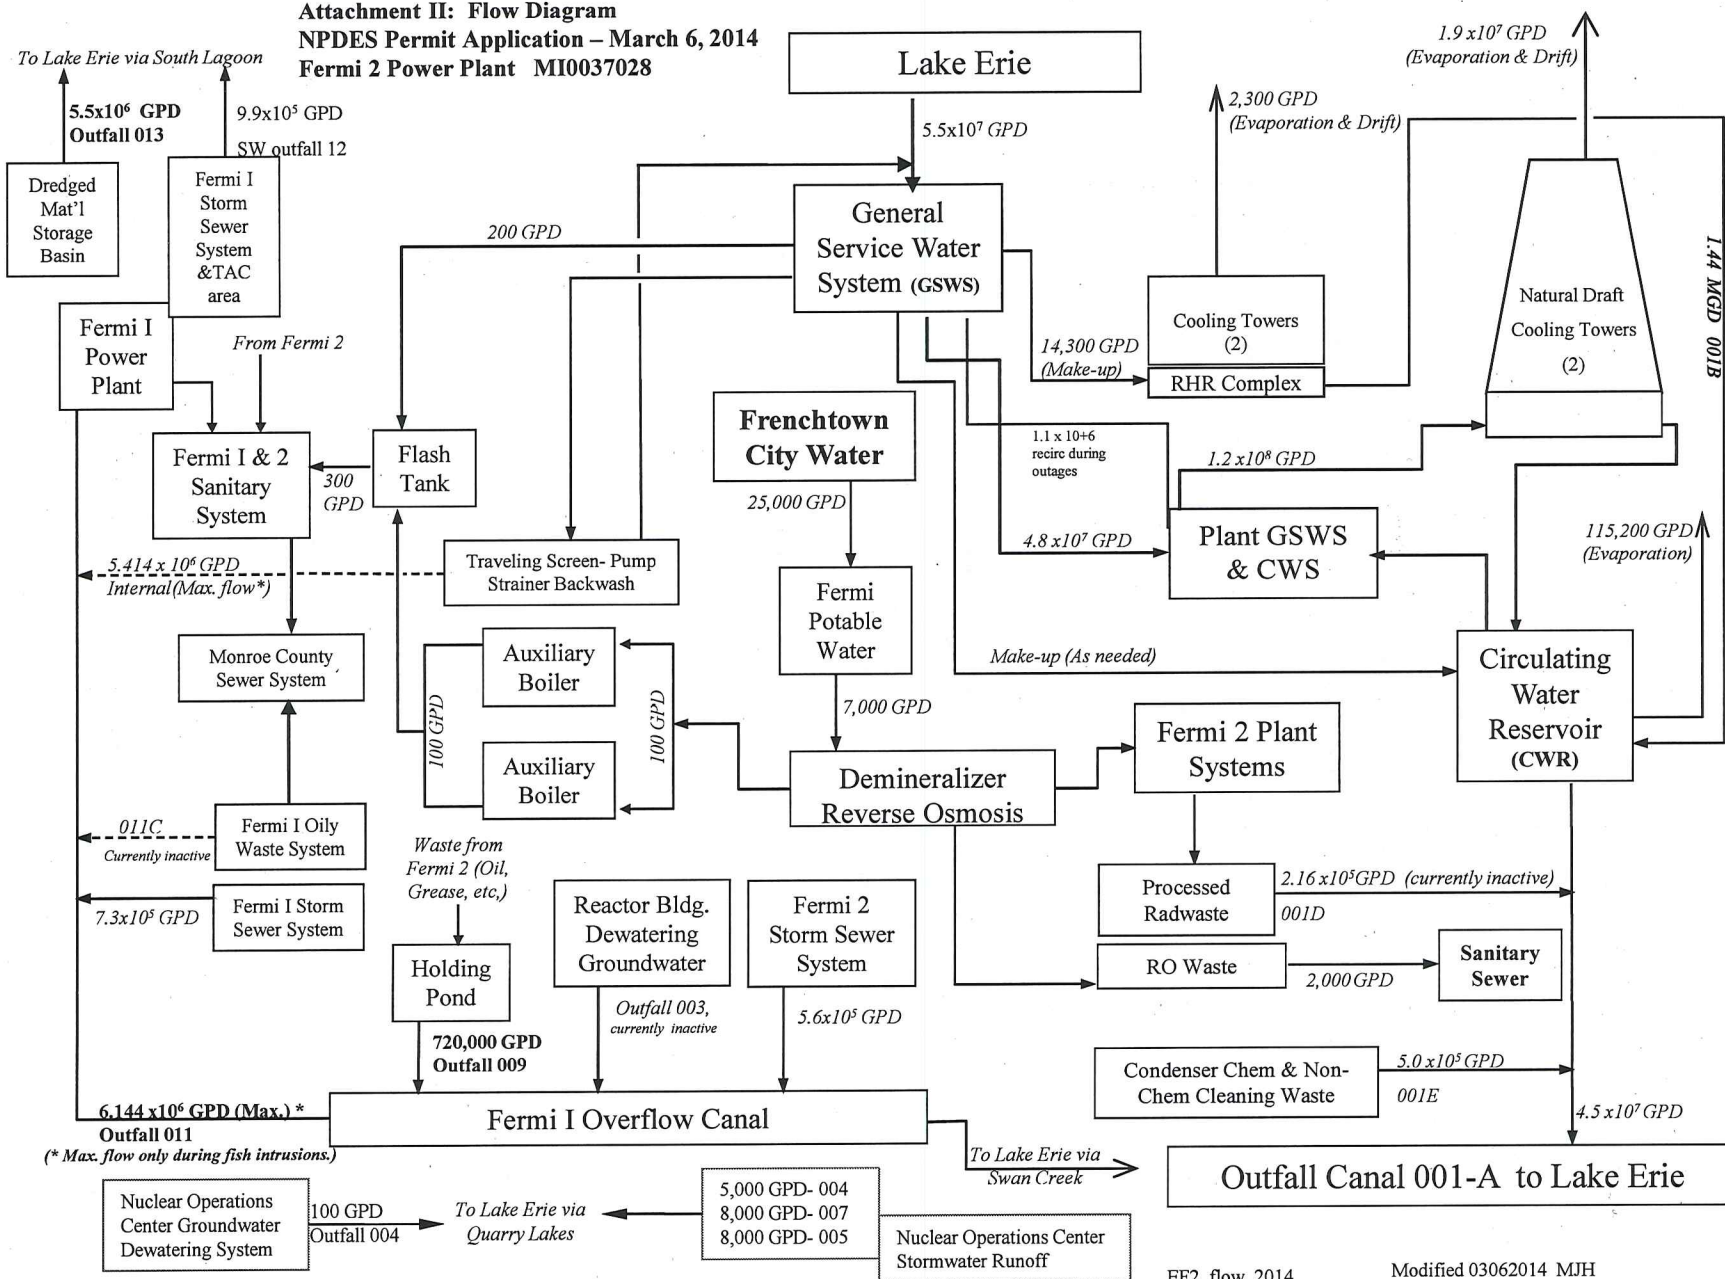 Attachment II: Flow Diagram
NPDES Permit Application – March 6, 2014
Fermi 2 Power Plant MI0037028
To Lake Erie via South Lagoon
5.5x10⁶ GPD
Outfall 013
9.9x10⁵ GPD
SW outfall 12
Dredged
Mat'l
Storage
Basin
Fermi I
Storm
Sewer
System
&TAC
area
Fermi I
Power
Plant
From Fermi 2
Fermi I & 2
Sanitary
System
300
GPD
Flash
Tank
200 GPD
Lake Erie
5.5x10⁷ GPD
General
Service Water
System (GSWS)
2,300 GPD
(Evaporation & Drift)
1.9 x10⁷ GPD
(Evaporation & Drift)
Cooling Towers
(2)
RHR Complex
14,300 GPD
(Make-up)
Natural Draft
Cooling Towers
(2)
1.44 MGD 001B
Frenchtown
City Water
25,000 GPD
1.1 x 10+6
recirc during
outages
1.2 x10⁸ GPD
4.8 x10⁷ GPD
Plant GSWS
& CWS
115,200 GPD
(Evaporation)
5.414 x 10⁶ GPD
Internal(Max. flow*)
Traveling Screen- Pump
Strainer Backwash
Fermi
Potable
Water
Monroe County
Sewer System
Auxiliary
Boiler
Auxiliary
Boiler
100 GPD
100 GPD
Make-up (As needed)
Circulating
Water
Reservoir
(CWR)
7,000 GPD
Demineralizer
Reverse Osmosis
Fermi 2 Plant
Systems
011C
Currently inactive
Fermi I Oily
Waste System
7.3x10⁵ GPD
Fermi I Storm
Sewer System
Waste from
Fermi 2 (Oil,
Grease, etc,)
Holding
Pond
720,000 GPD
Outfall 009
Reactor Bldg.
Dewatering
Groundwater
Outfall 003,
currently inactive
Fermi 2
Storm Sewer
System
5.6x10⁵ GPD
Processed
Radwaste
2.16 x10⁵GPD (currently inactive)
001D
RO Waste
2,000 GPD
Sanitary
Sewer
Condenser Chem & Non-
Chem Cleaning Waste
5.0 x10⁵ GPD
001E
4.5 x10⁷ GPD
6.144 x10⁶ GPD (Max.) *
Outfall 011
(* Max. flow only during fish intrusions.)
Fermi I Overflow Canal
To Lake Erie via
Swan Creek
Outfall Canal 001-A to Lake Erie
Nuclear Operations
Center Groundwater
Dewatering System
100 GPD
Outfall 004
To Lake Erie via
Quarry Lakes
5,000 GPD- 004
8,000 GPD- 007
8,000 GPD- 005
Nuclear Operations Center
Stormwater Runoff
EF2 flow 2014
Modified 03062014 MJH